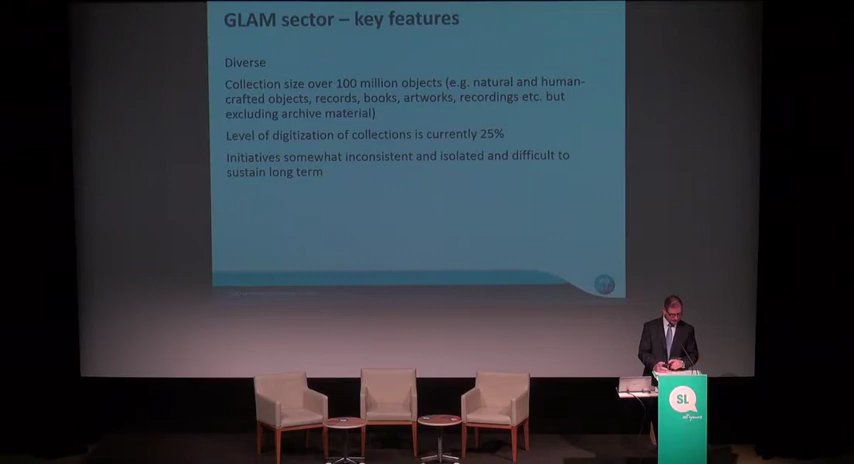 GLAM sector – key features
Diverse
Collection size over 100 million objects (e.g. natural and human-
crafted objects, records, books, artworks, recordings etc. but
excluding archive material)
Level of digitization of collections is currently 25%
Initiatives somewhat inconsistent and isolated and difficult to
sustain long term
SL